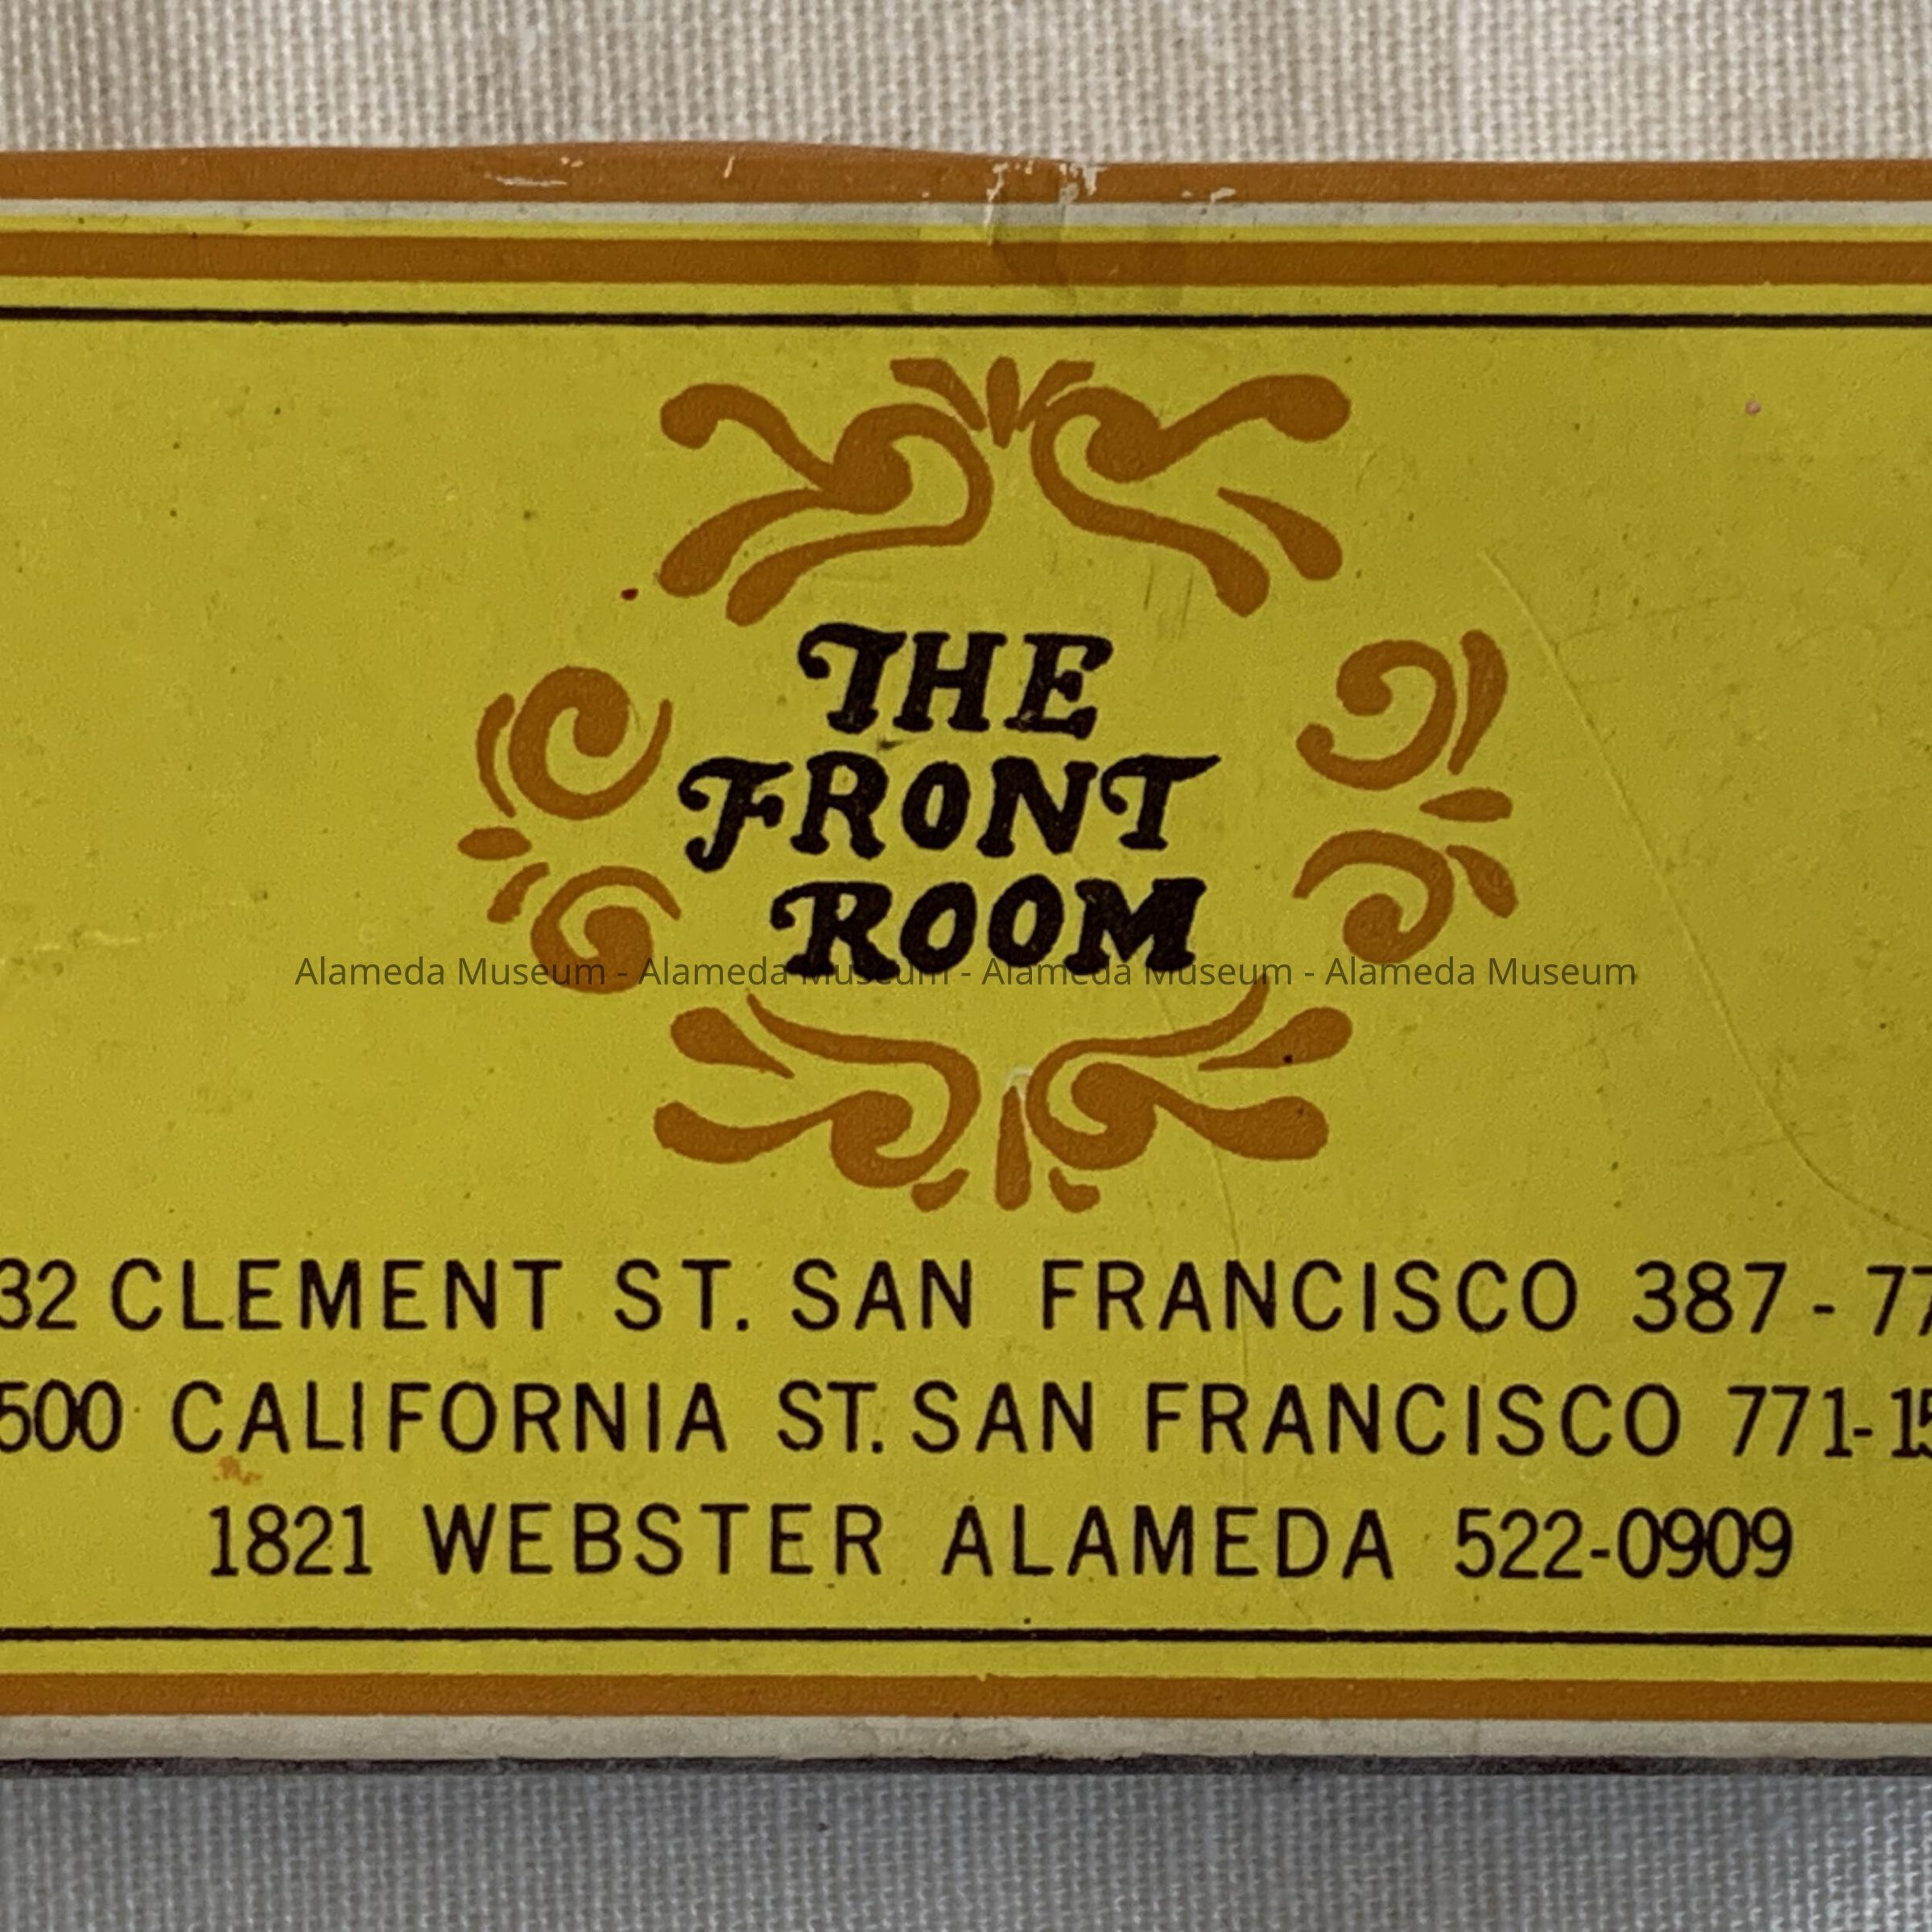 THE
FRONT
ROOM
Alameda Museum - Alameda Museum - Alameda Museum - Alameda Museum
32 CLEMENT ST. SAN FRANCISCO 387 - 77
500 CALIFORNIA ST. SAN FRANCISCO 771-15
1821 WEBSTER ALAMEDA 522-0909